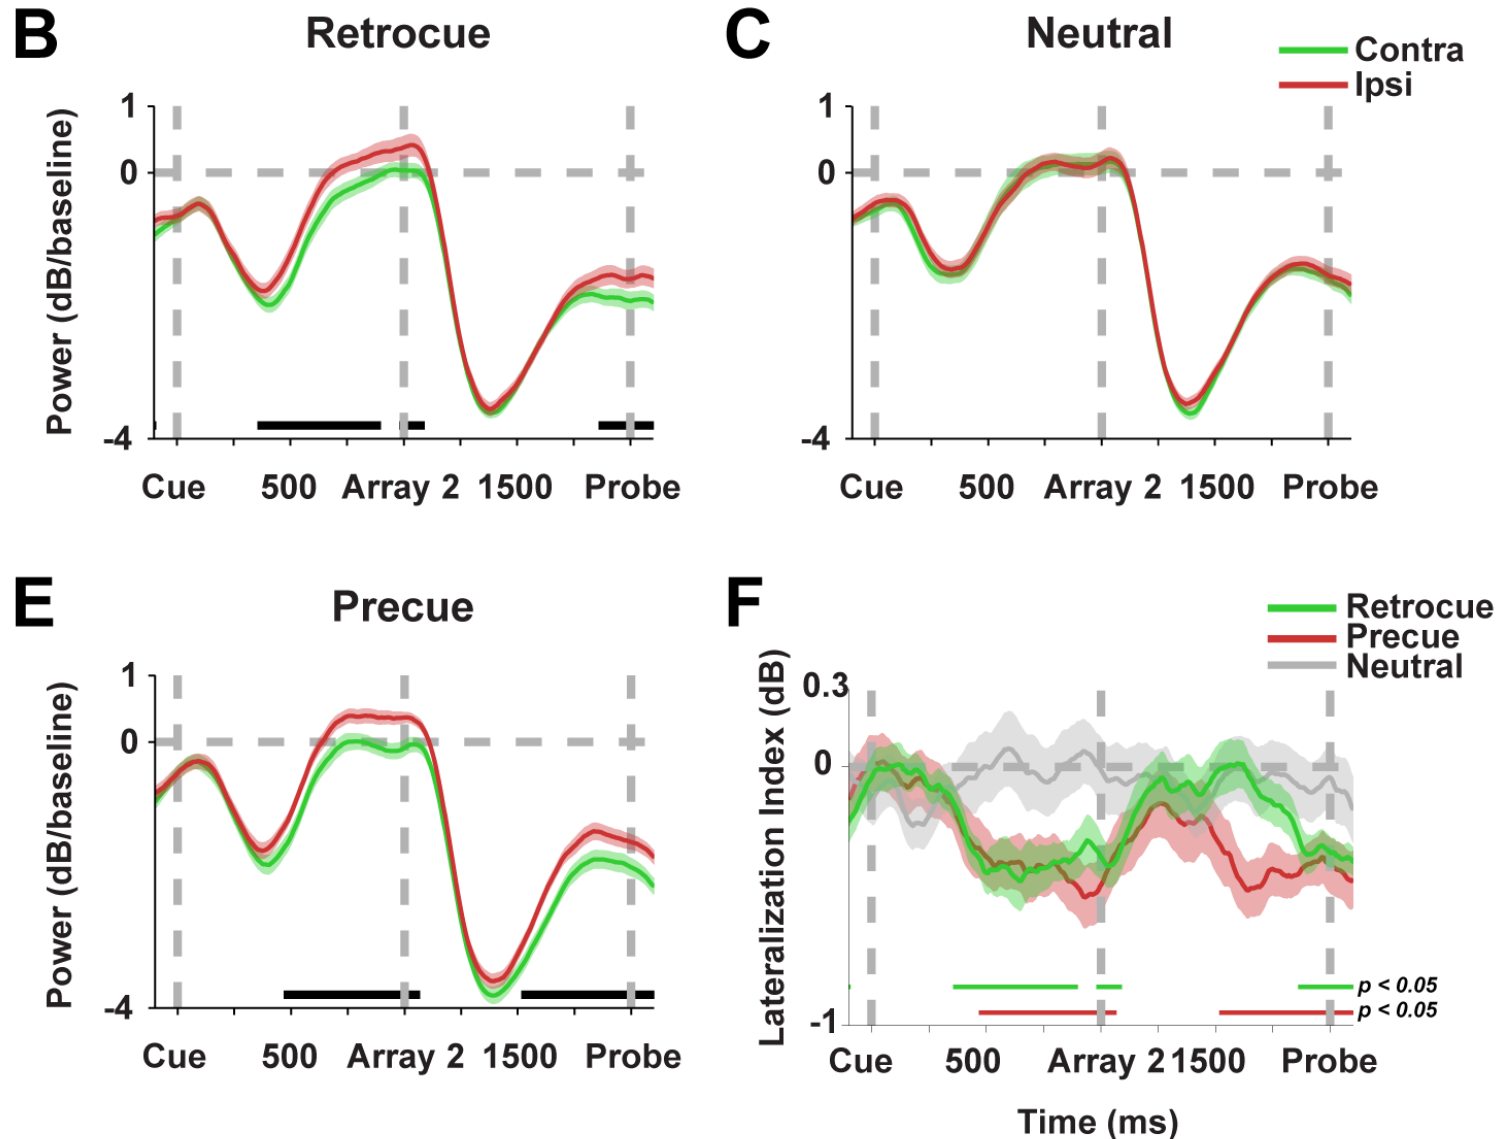 B
Retrocue
Power (dB/baseline)
1
0
-4
Cue 500 Array 2 1500 Probe
C
Neutral
Contra
Ipsi
1
0
-4
Cue 500 Array 2 1500 Probe
E
Precue
Power (dB/baseline)
1
0
-4
Cue 500 Array 2 1500 Probe
F
Retrocue
Precue
Neutral
Lateralization Index (dB)
0.3
0
-1
p < 0.05
p < 0.05
Cue 500 Array 2 1500 Probe
Time (ms)